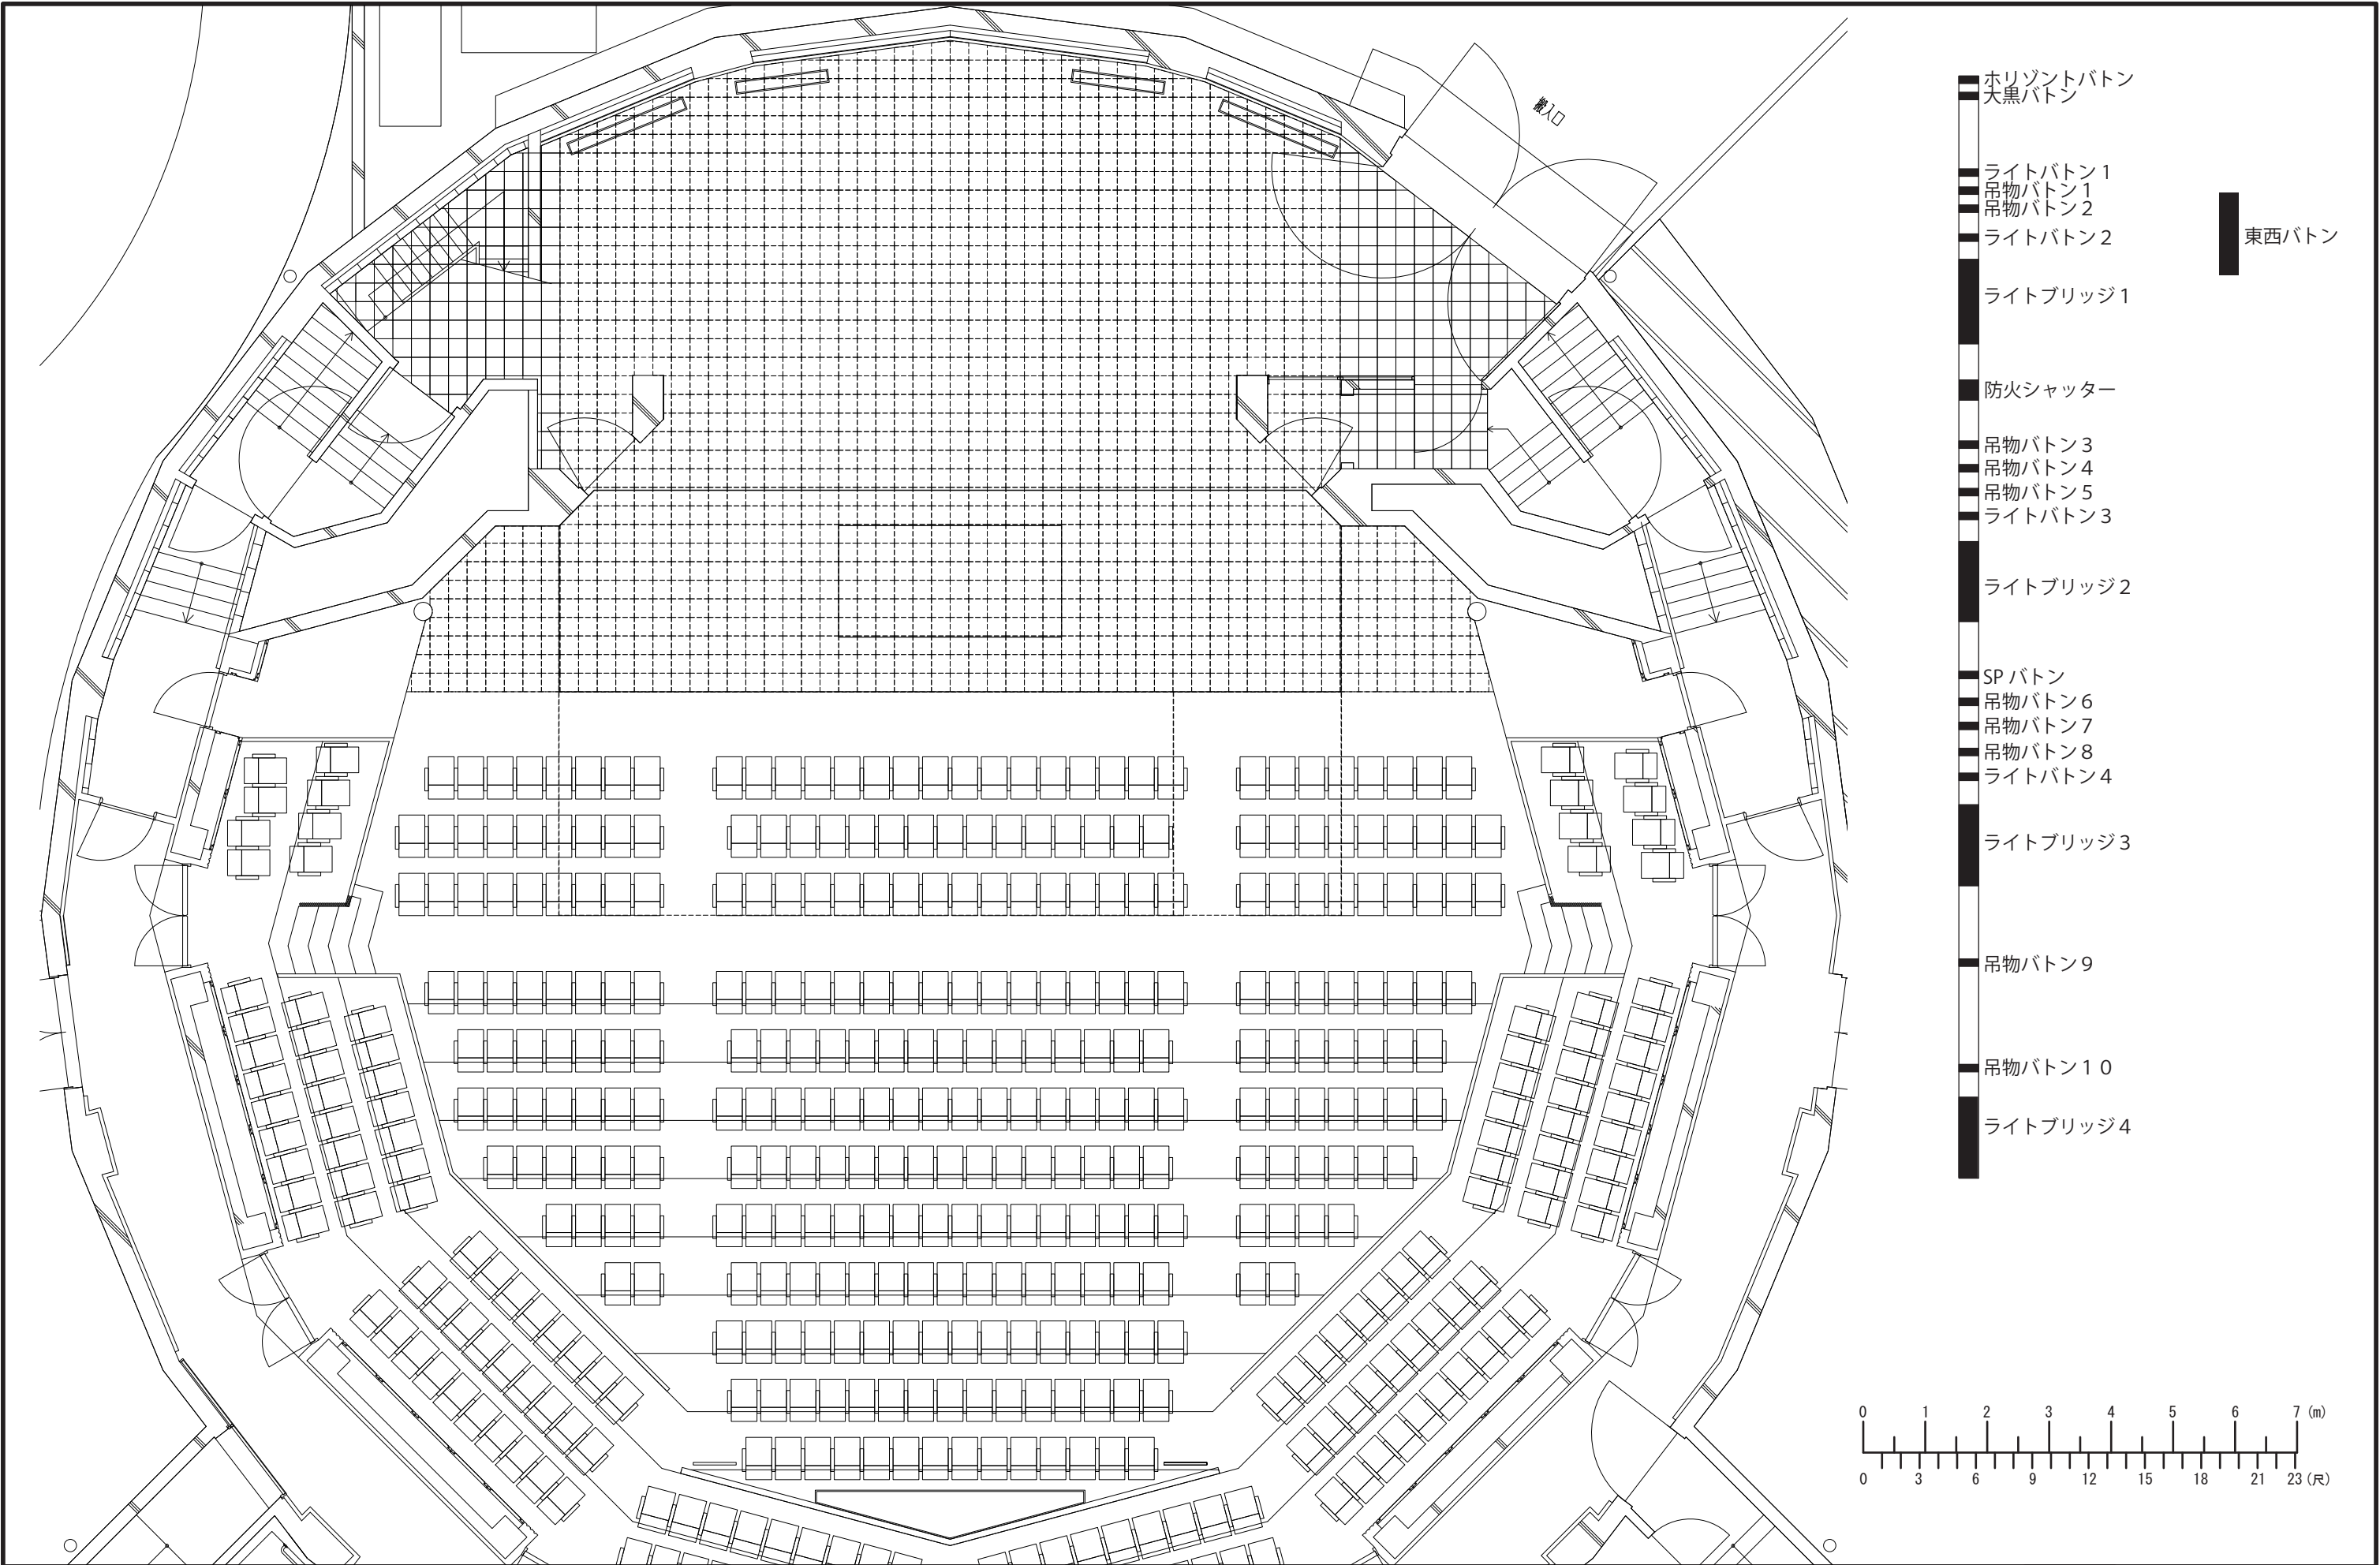 搬入口
ホリゾントバトン
大黒バトン
ライトバトン１
吊物バトン１
吊物バトン２
ライトバトン２
東西バトン
ライトブリッジ１
防火シャッター
吊物バトン３
吊物バトン４
吊物バトン５
ライトバトン３
ライトブリッジ２
SP バトン
吊物バトン６
吊物バトン７
吊物バトン８
ライトバトン４
ライトブリッジ３
吊物バトン９
吊物バトン１０
ライトブリッジ４
0 1 2 3 4 5 6 7 (m)
0 3 6 9 12 15 18 21 23 (尺)